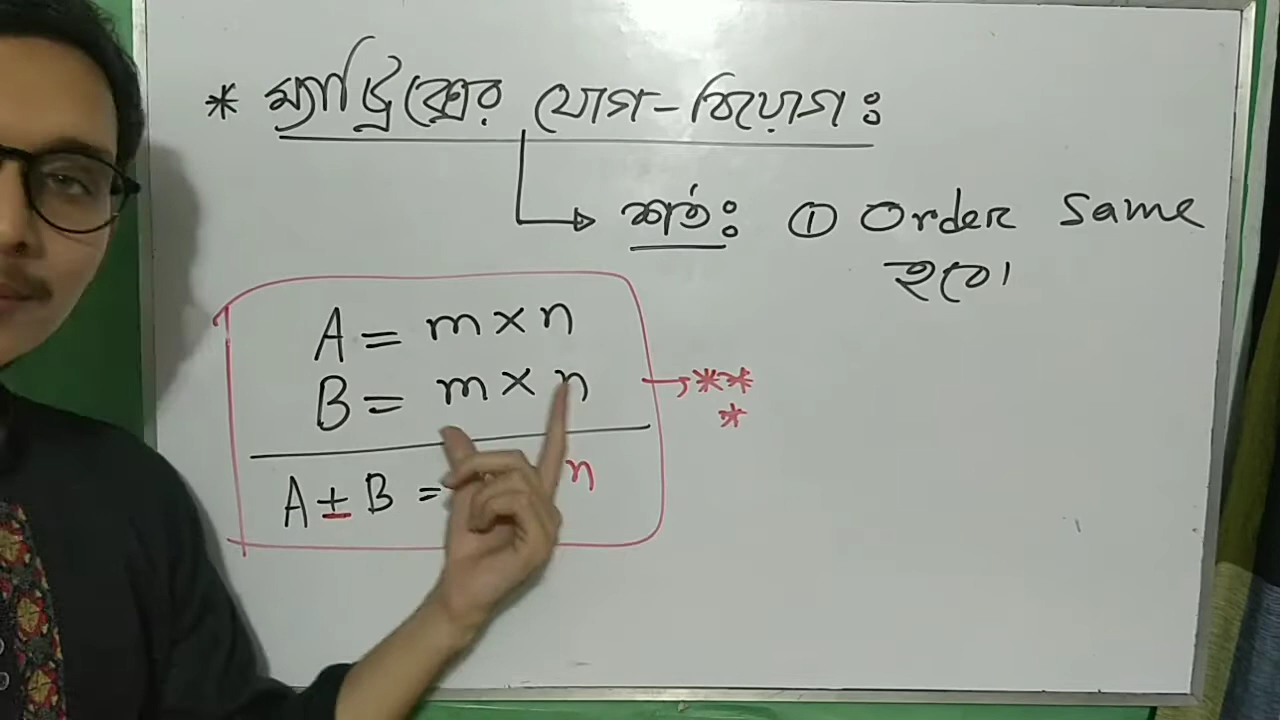 * ম্যাট্রিক্সের যোগ-বিয়োগঃ
শর্তঃ ① Order same
হবে।
A = m × n
B = m × n
A ± B = n
**
*